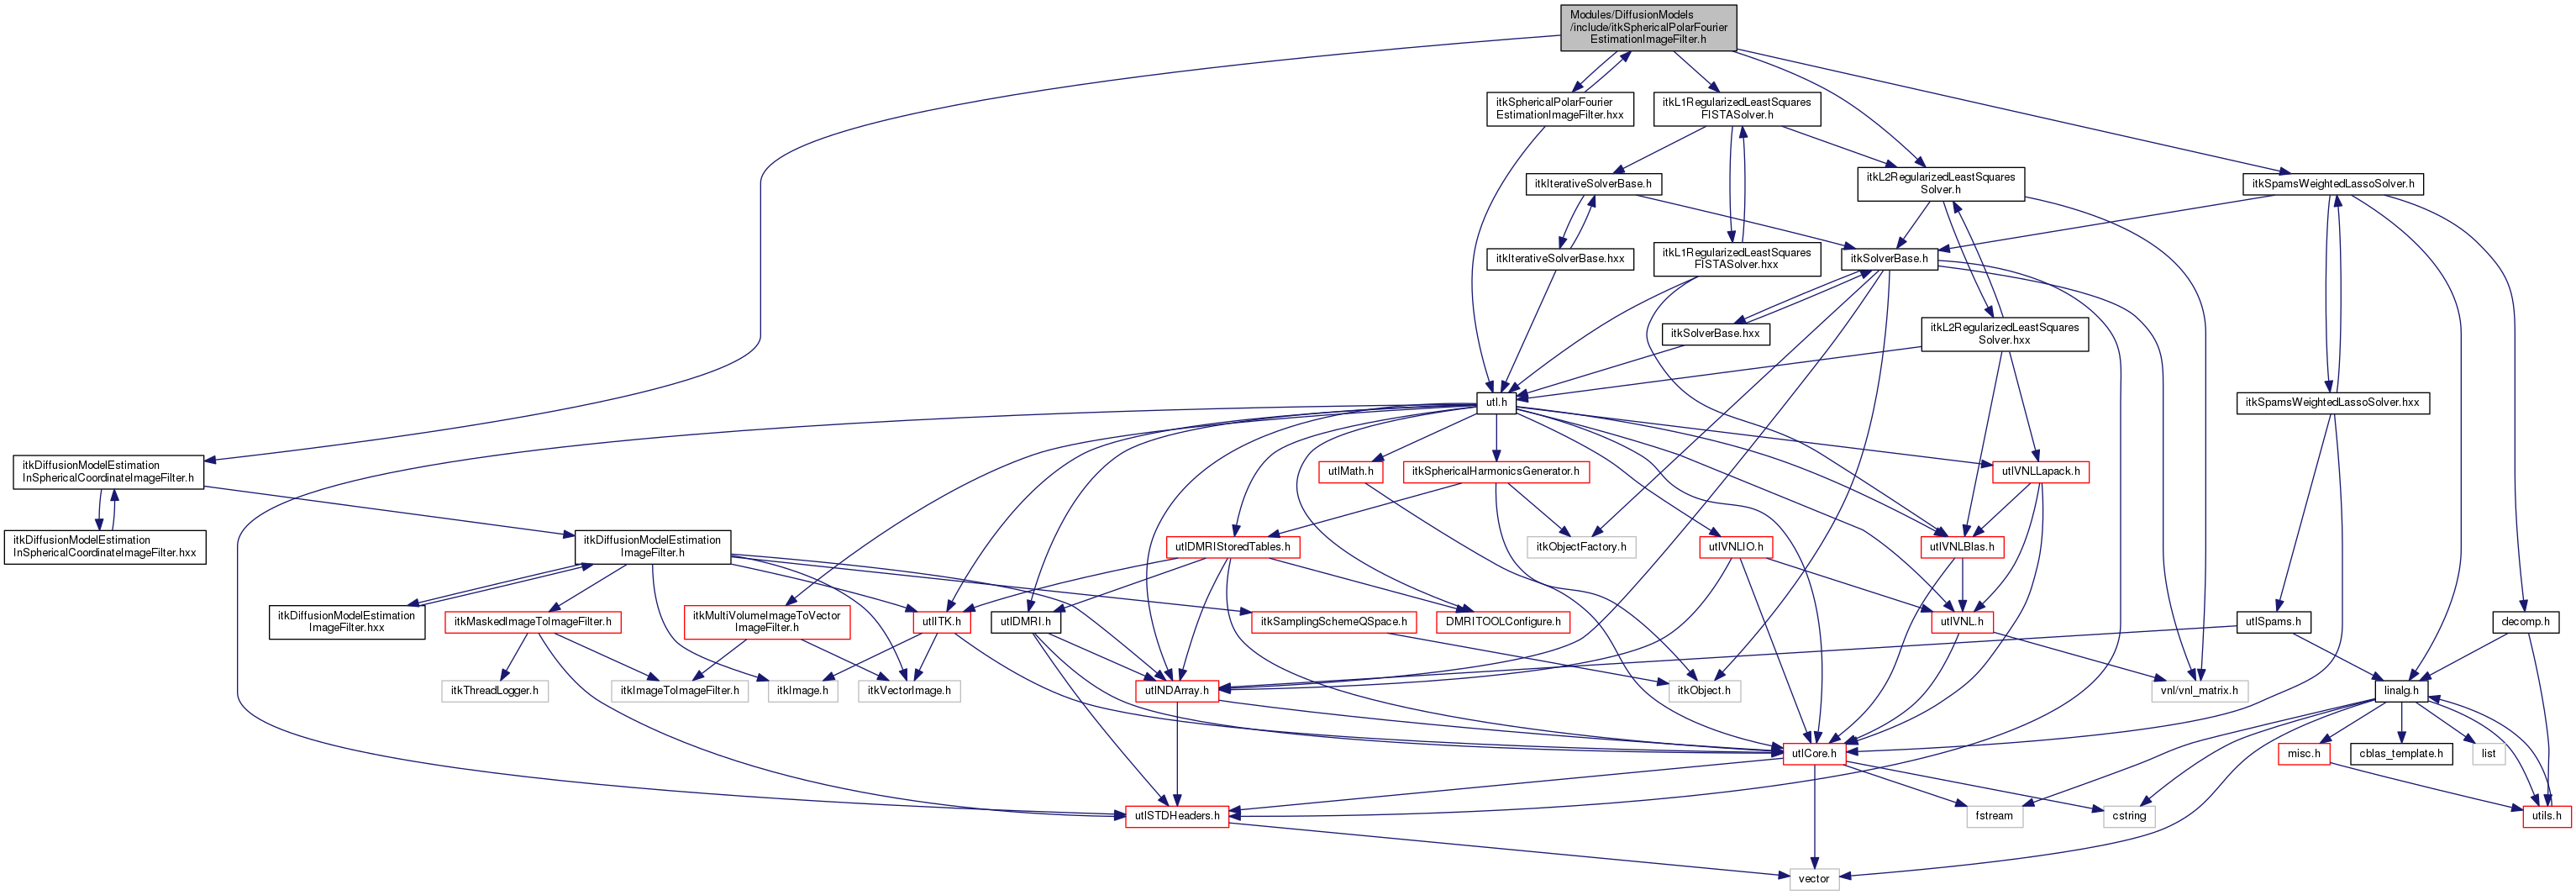 Modules/DiffusionModels
/include/itkSphericalPolarFourier
EstimationImageFilter.h
itkSphericalPolarFourier
EstimationImageFilter.hxx
itkL1RegularizedLeastSquares
FISTASolver.h
itkIterativeSolverBase.h
itkL2RegularizedLeastSquares
Solver.h
itkSpamsWeightedLassoSolver.h
itkIterativeSolverBase.hxx
itkL1RegularizedLeastSquares
FISTASolver.hxx
itkSolverBase.h
itkSolverBase.hxx
itkL2RegularizedLeastSquares
Solver.hxx
utl.h
itkSpamsWeightedLassoSolver.hxx
itkDiffusionModelEstimation
InSphericalCoordinateImageFilter.h
utlMath.h
itkSphericalHarmonicsGenerator.h
utlVNLLapack.h
itkDiffusionModelEstimation
InSphericalCoordinateImageFilter.hxx
itkDiffusionModelEstimation
ImageFilter.h
utlDMRIStoredTables.h
itkObjectFactory.h
utlVNLIO.h
utlVNLBlas.h
itkDiffusionModelEstimation
ImageFilter.hxx
itkMaskedImageToImageFilter.h
itkMultiVolumeImageToVector
ImageFilter.h
utlITK.h
utlDMRI.h
itkSamplingSchemeQSpace.h
DMRITOOLConfigure.h
utlVNL.h
utlSpams.h
decomp.h
itkThreadLogger.h
itkImageToImageFilter.h
itkImage.h
itkVectorImage.h
utlNDArray.h
itkObject.h
vnl/vnl_matrix.h
linalg.h
utlCore.h
misc.h
cblas_template.h
list
utlSTDHeaders.h
fstream
cstring
utils.h
vector